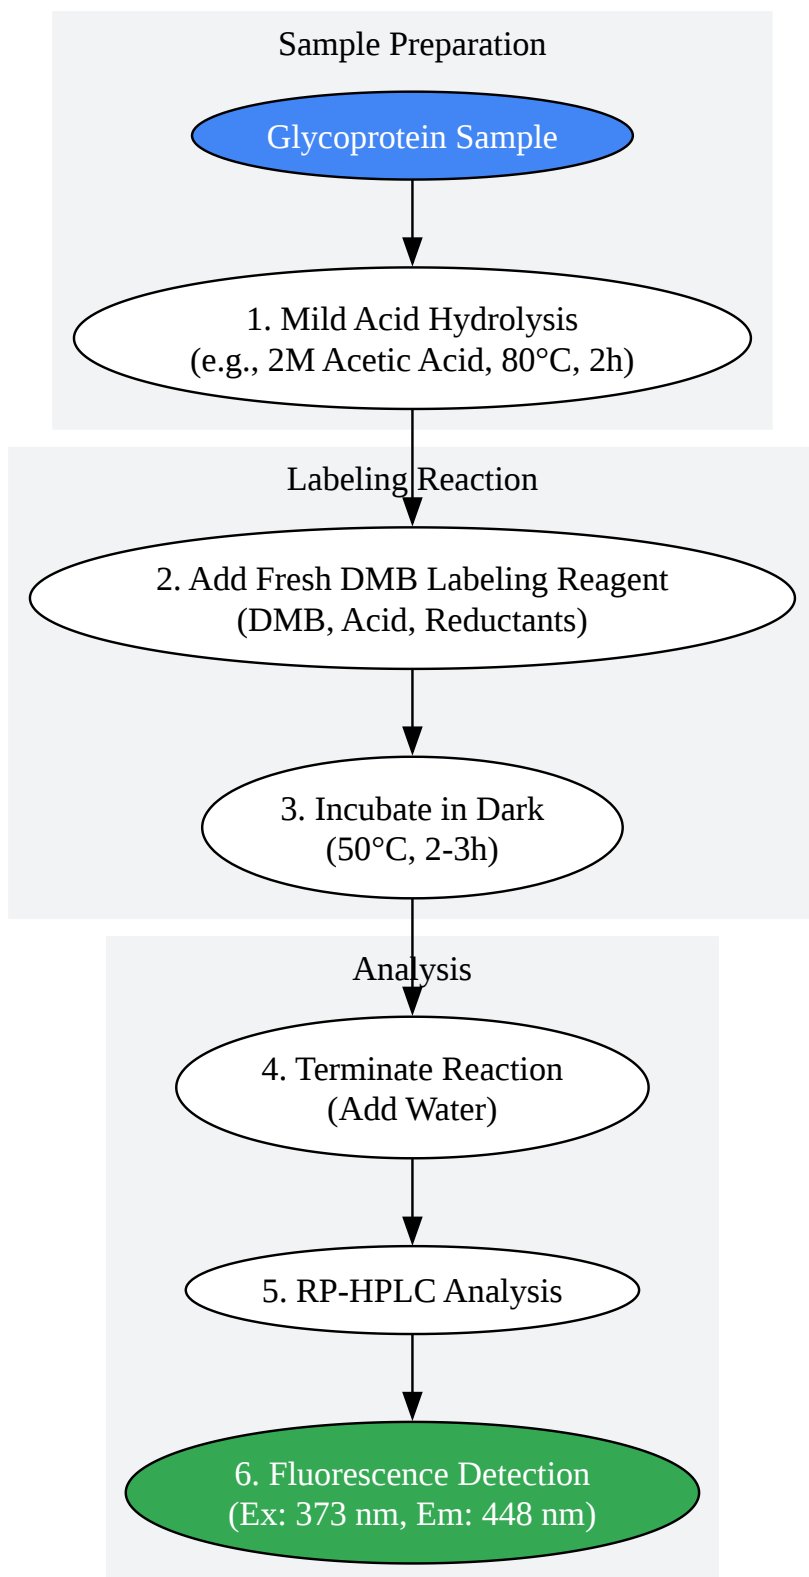 Sample Preparation
Glycoprotein Sample
1. Mild Acid Hydrolysis
(e.g., 2M Acetic Acid, 80°C, 2h)
Labeling Reaction
2. Add Fresh DMB Labeling Reagent
(DMB, Acid, Reductants)
3. Incubate in Dark
(50°C, 2-3h)
Analysis
4. Terminate Reaction
(Add Water)
5. RP-HPLC Analysis
6. Fluorescence Detection
(Ex: 373 nm, Em: 448 nm)